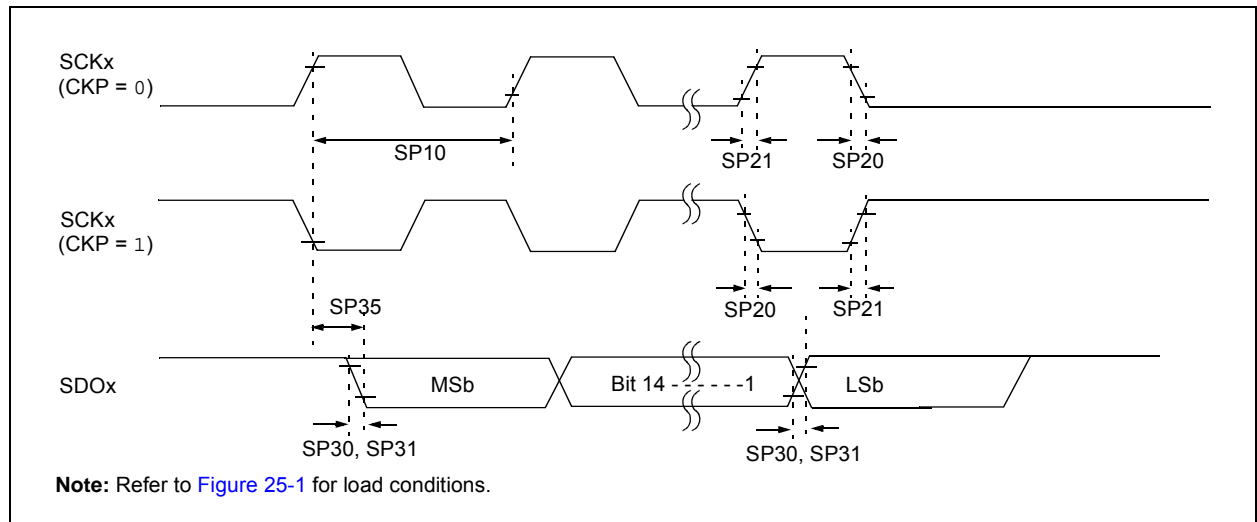 SCKx
(CKP = 0)
SP10
SP21
SP20
SCKx
(CKP = 1)
SP35
SP20
SP21
SDOx
MSb
Bit 14 - - - - - -1
LSb
SP30, SP31
SP30, SP31
Note: Refer to Figure 25-1 for load conditions.